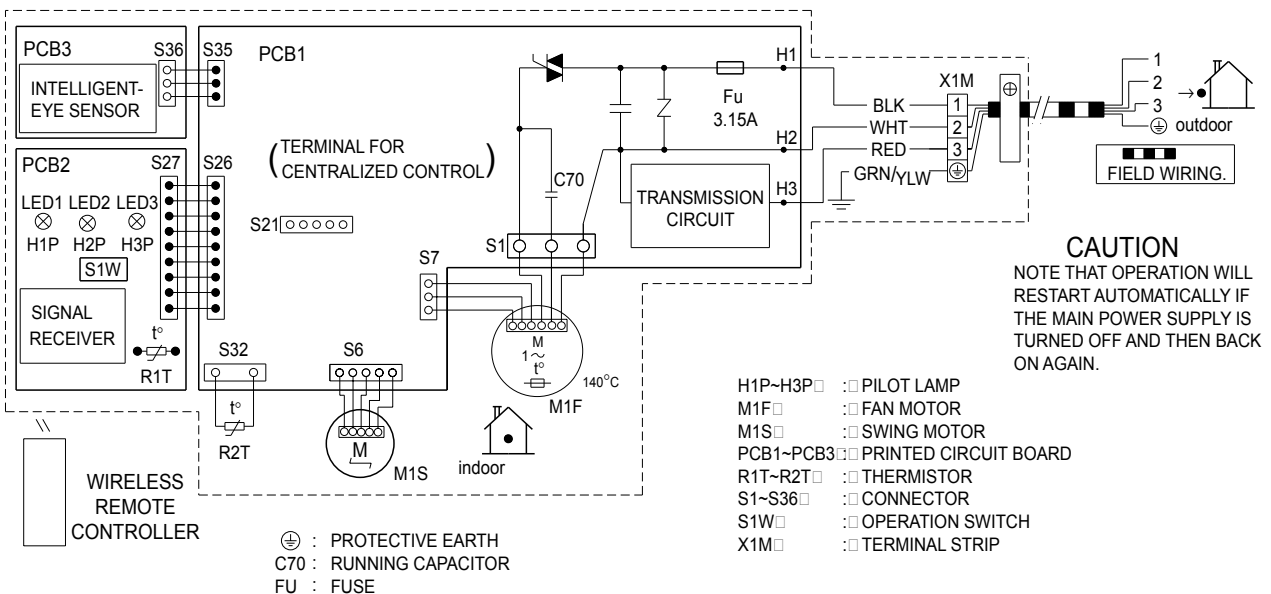 PCB3
S36
S35
PCB1
INTELLIGENT-
EYE SENSOR
PCB2
S27
S26
LED1 LED2 LED3
H1P H2P H3P
S1W
SIGNAL
RECEIVER
t°
R1T
(TERMINAL FOR
CENTRALIZED CONTROL)
S21
S7
S1
C70
Fu
3.15A
H1
H2
H3
TRANSMISSION
CIRCUIT
BLK
WHT
RED
GRN/YLW
X1M
1
2
3
1
2
3
outdoor
FIELD WIRING.
S32
t°
R2T
S6
M
M1S
M
1~
t°
140°C
M1F
indoor
WIRELESS
REMOTE
CONTROLLER
CAUTION
NOTE THAT OPERATION WILL
RESTART AUTOMATICALLY IF
THE MAIN POWER SUPPLY IS
TURNED OFF AND THEN BACK
ON AGAIN.
H1P~H3P□ :□ PILOT LAMP
M1F□ :□ FAN MOTOR
M1S□ :□ SWING MOTOR
PCB1~PCB3□:□ PRINTED CIRCUIT BOARD
R1T~R2T□ :□ THERMISTOR
S1~S36□ :□ CONNECTOR
S1W□ :□ OPERATION SWITCH
X1M□ :□ TERMINAL STRIP
: PROTECTIVE EARTH
C70 : RUNNING CAPACITOR
FU : FUSE